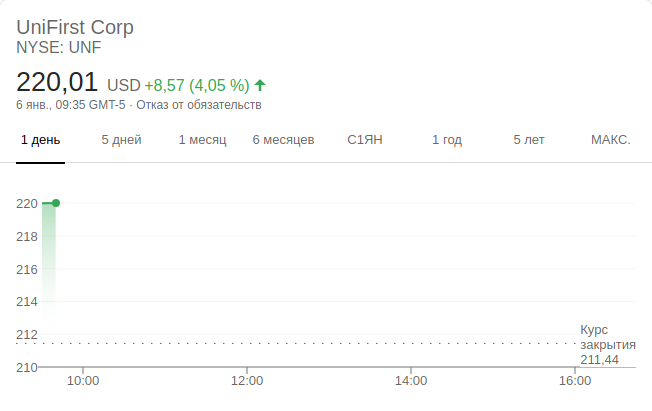 UniFirst Corp
NYSE: UNF
220,01 USD +8,57 (4,05 %)
6 янв., 09:35 GMT-5 · Отказ от обязательств
1 день 5 дней 1 месяц 6 месяцев С1ЯН 1 год 5 лет МАКС.
220
218
216
214
212
210
Курс
закрытия
211,44
10:00 12:00 14:00 16:00